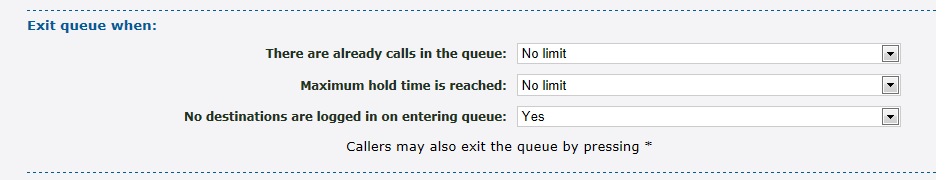 Exit queue when:
There are already calls in the queue: No limit
Maximum hold time is reached: No limit
No destinations are logged in on entering queue: Yes
Callers may also exit the queue by pressing *